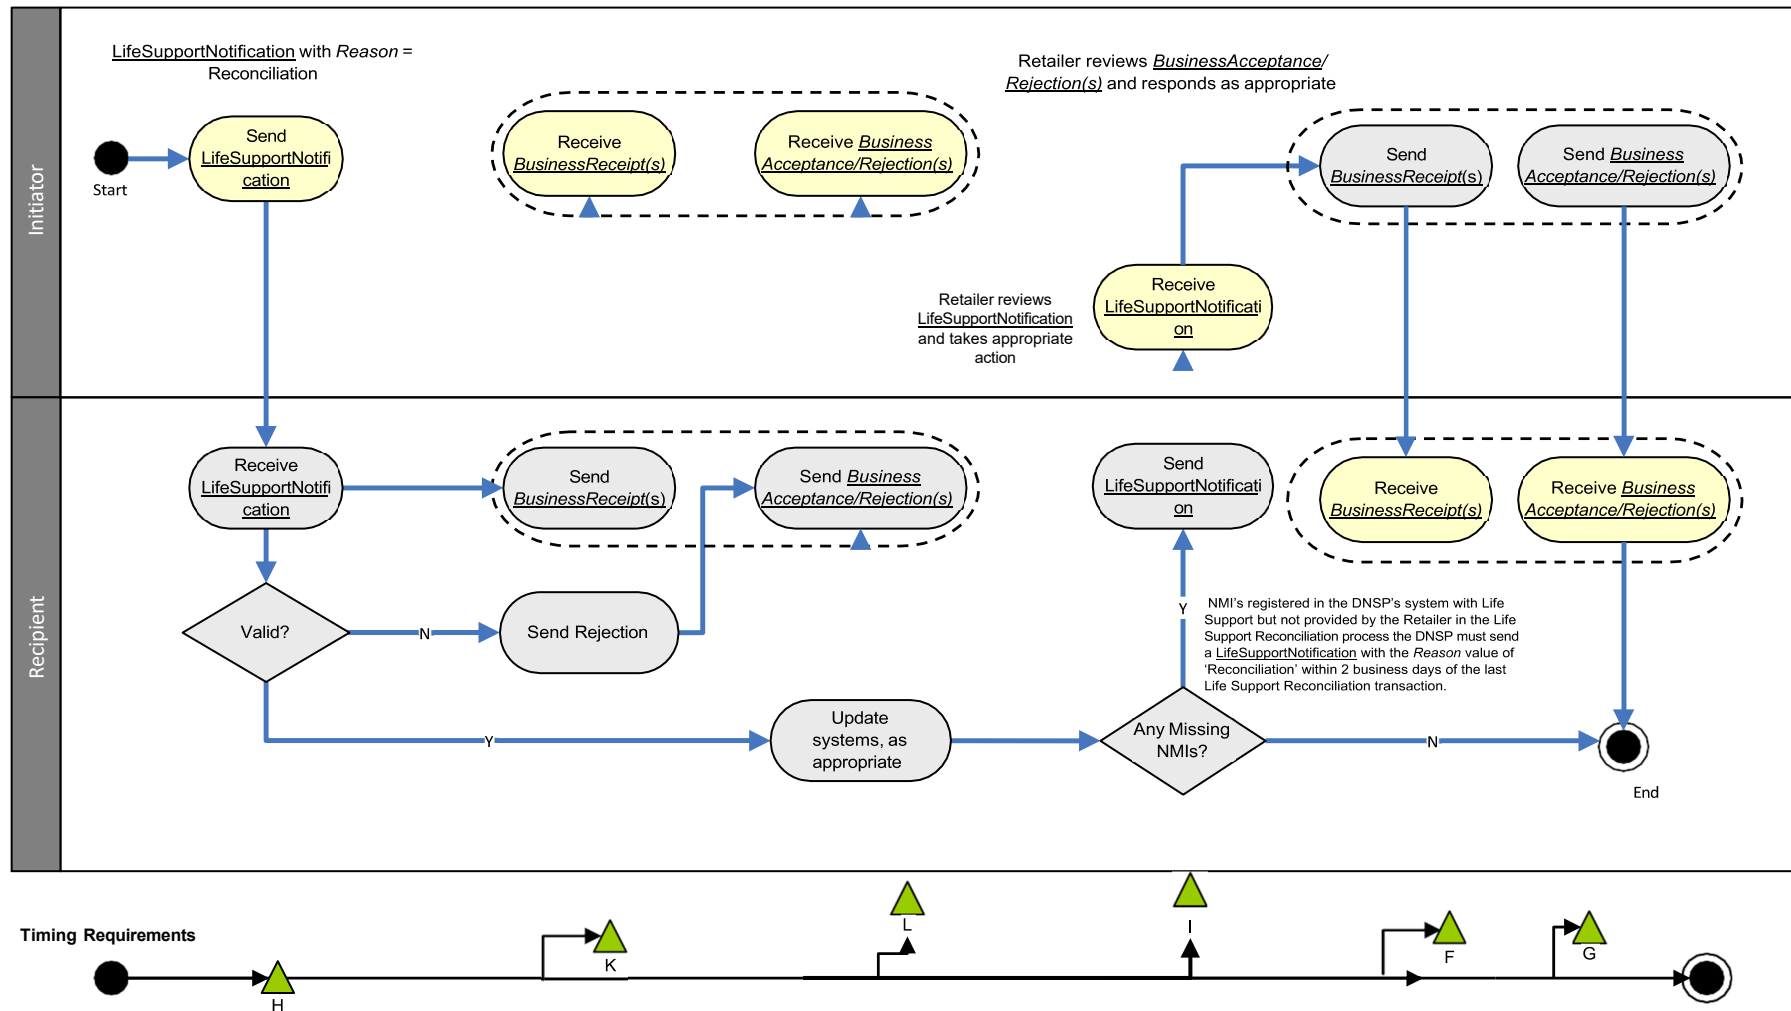 Initiator
LifeSupportNotification with Reason =
Reconciliation
Start
Send
LifeSupportNotifi
cation
Receive
BusinessReceipt(s)
Receive Business
Acceptance/Rejection(s)
Retailer reviews BusinessAcceptance/
Rejection(s) and responds as appropriate
Send
BusinessReceipt(s)
Send Business
Acceptance/Rejection(s)
Retailer reviews
LifeSupportNotification
and takes appropriate
action
Receive
LifeSupportNotificati
on
Recipient
Receive
LifeSupportNotifi
cation
Send
BusinessReceipt(s)
Send Business
Acceptance/Rejection(s)
Send
LifeSupportNotificati
on
Receive
BusinessReceipt(s)
Receive Business
Acceptance/Rejection(s)
Valid?
N
Send Rejection
Y
NMI's registered in the DNSP's system with Life
Support but not provided by the Retailer in the Life
Support Reconciliation process the DNSP must send
a LifeSupportNotification with the Reason value of
‘Reconciliation’ within 2 business days of the last
Life Support Reconciliation transaction.
Y
Update
systems, as
appropriate
Any Missing
NMIs?
N
End
Timing Requirements
H
K
L
I
F
G